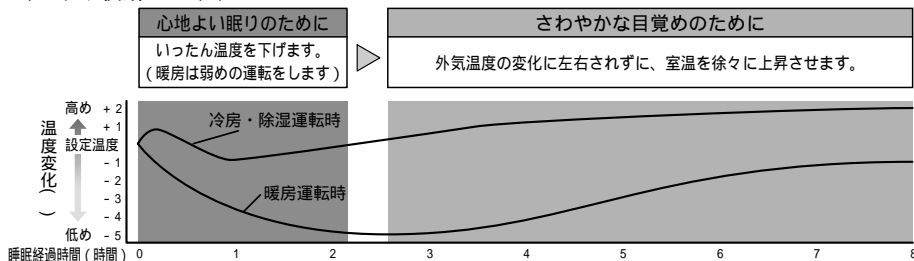 心地よい眠りのために
いったん温度を下げます。
(暖房は弱めの運転をします)
さわやかな目覚めのために
外気温度の変化に左右されずに、室温を徐々に上昇させます。
温度変化( )
高め
設定温度
低め
+ 2
+ 1
- 1
- 2
- 3
- 4
- 5
冷房・除湿運転時
暖房運転時
睡眠経過時間(時間)
0 1 2 3 4 5 6 7 8